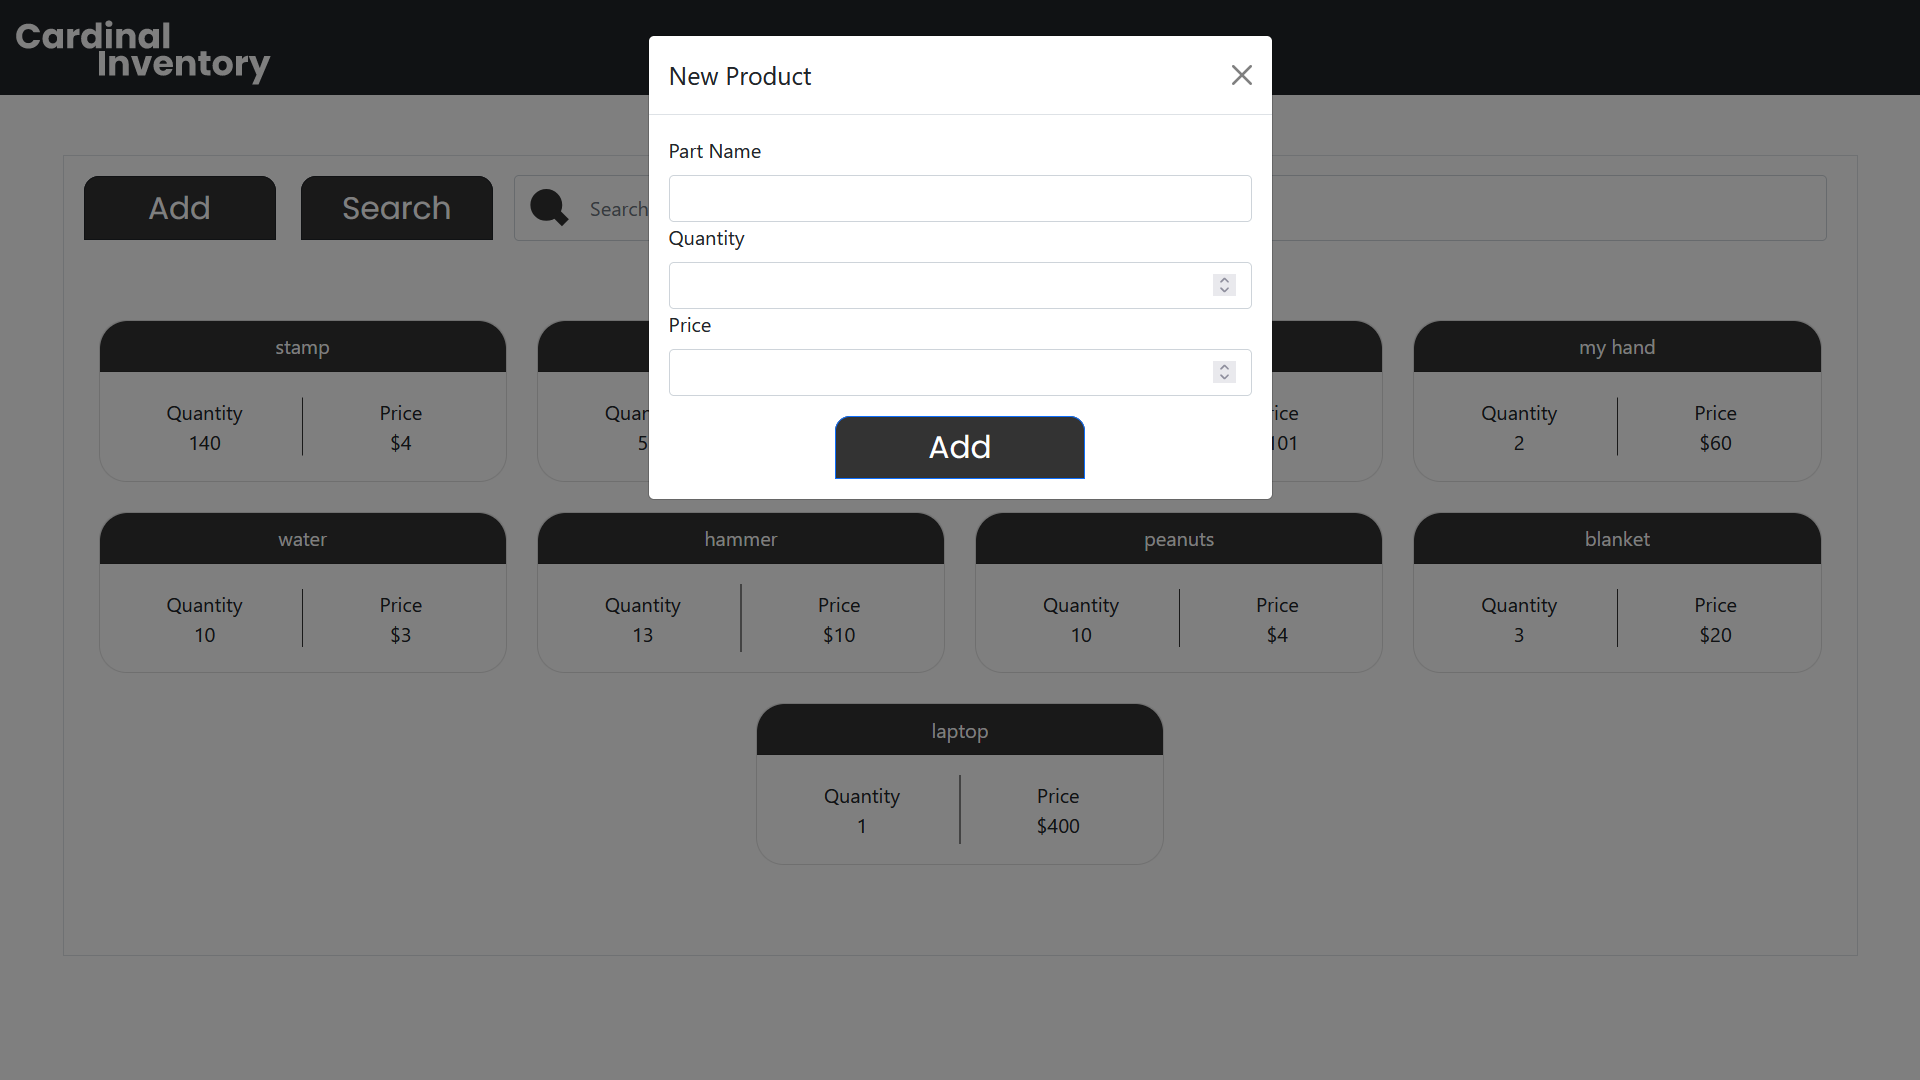 Cardinal
Inventory
New Product
Part Name
Quantity
Price
Add
Add
Search
Search
stamp
Quantity
140
Price
$4
5
101
my hand
Quantity
2
Price
$60
water
Quantity
10
Price
$3
hammer
Quantity
13
Price
$10
peanuts
Quantity
10
Price
$4
blanket
Quantity
3
Price
$20
laptop
Quantity
1
Price
$400